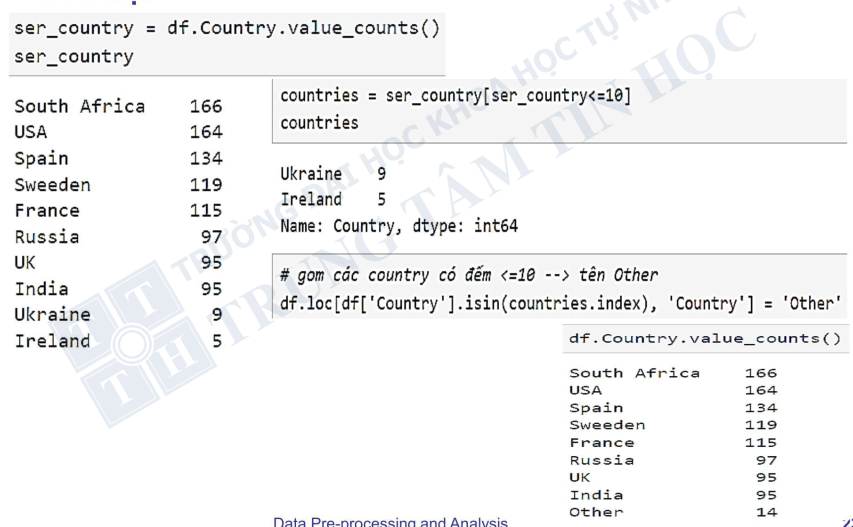 ser_country = df.Country.value_counts()
ser_country
South Africa 166
USA 164
Spain 134
Sweeden 119
France 115
Russia 97
UK 95
India 95
Ukraine 9
Ireland 5
countries = ser_country[ser_country<=10]
countries
Ukraine 9
Ireland 5
Name: Country, dtype: int64
# gom các country có đếm <=10 --> tên Other
df.loc[df['Country'].isin(countries.index), 'Country'] = 'Other'
df.Country.value_counts()
South Africa 166
USA 164
Spain 134
Sweeden 119
France 115
Russia 97
UK 95
India 95
Other 14
TRƯỜNG ĐẠI HỌC KHOA HỌC TỰ
TRUNG TÂM TIN HỌC
T T
T H
Data Pre-processing and Analysis